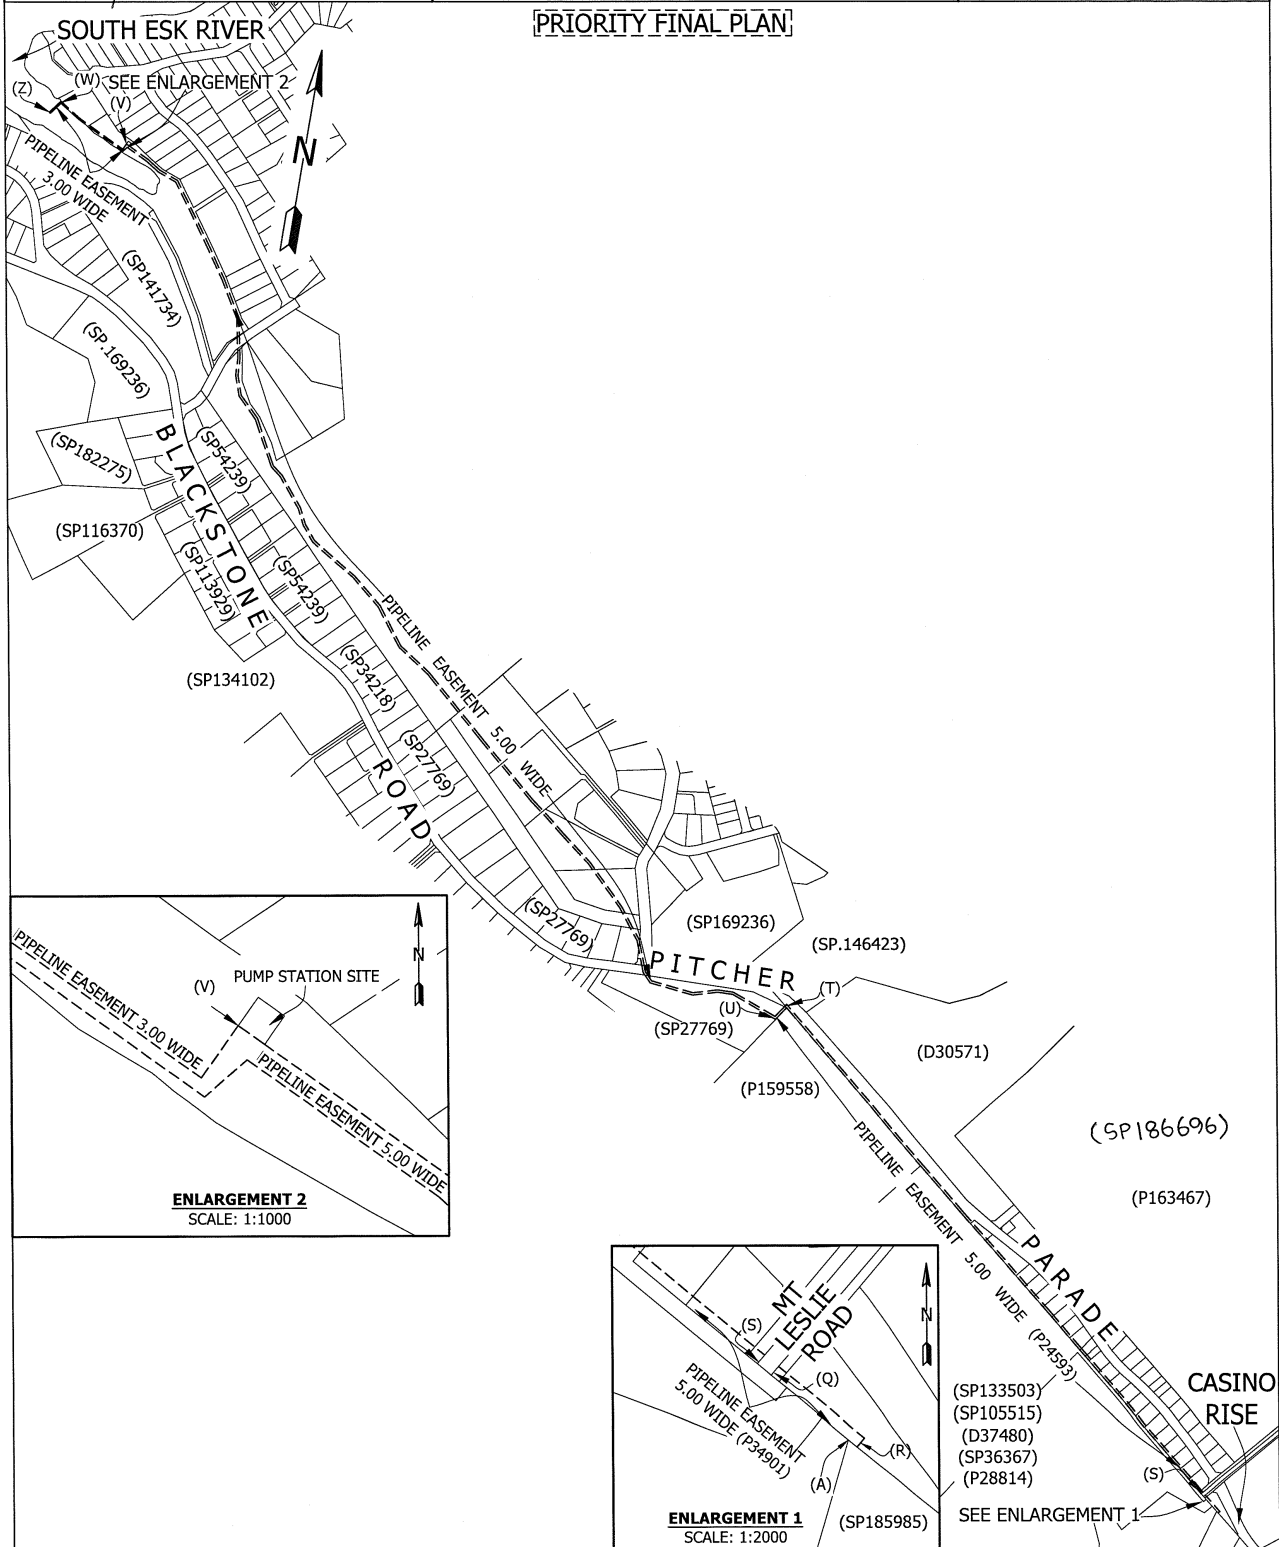 PRIORITY FINAL PLAN
SOUTH ESK RIVER
(W) SEE ENLARGEMENT 2
(Z)
(V)
N
PIPELINE EASEMENT
3.00 WIDE
(SP141734)
(SP.169236)
(SP182275)
(SP54239)
BLACKSTONE
(SP116370)
(SP113929)
(SP54239)
(SP134102)
(SP34218)
PIPELINE EASEMENT 5.00 WIDE
(SP27769)
ROAD
(SP27769)
(SP169236)
(SP.146423)
PITCHER
(T)
(U)
(SP27769)
(D30571)
(P159558)
(SP186696)
(P163467)
PIPELINE EASEMENT 5.00 WIDE (P24593)
PARADE
CASINO
RISE
(SP133503)
(SP105515)
(D37480)
(SP36367)
(P28814)
(S)
SEE ENLARGEMENT 1
N
PUMP STATION SITE
(V)
PIPELINE EASEMENT 3.00 WIDE
PIPELINE EASEMENT 5.00 WIDE
ENLARGEMENT 2
SCALE: 1:1000
MT
LESLIE
ROAD
N
(S)
(Q)
PIPELINE EASEMENT
5.00 WIDE (P34901)
(R)
(A)
(SP185985)
ENLARGEMENT 1
SCALE: 1:2000